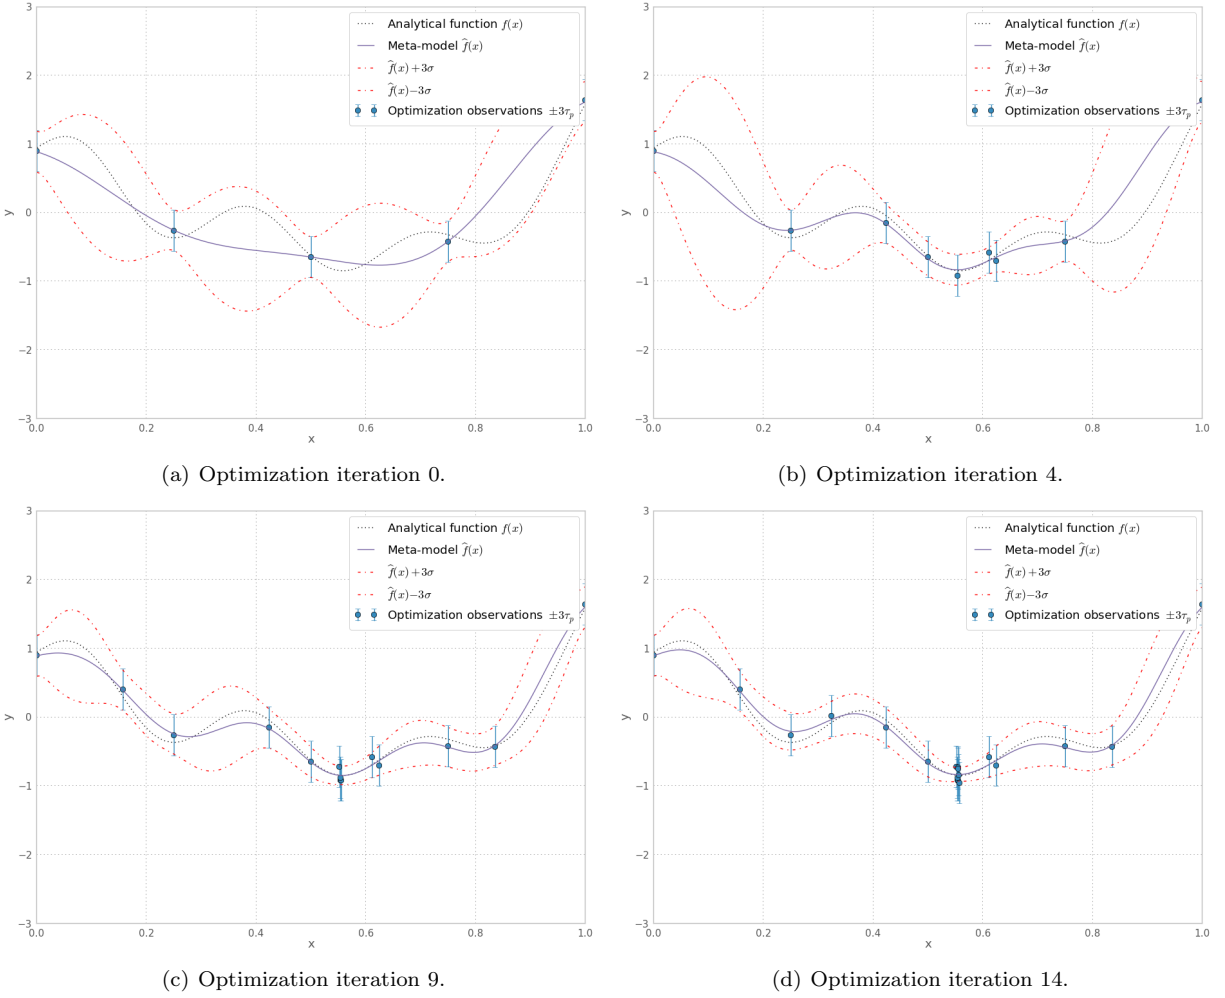 3
2
1
0
−1
−2
−3
y
0.0 0.2 0.4 0.6 0.8 1.0
x
Analytical function f(x)
Meta-model f̂(x)
f̂(x)+3σ
f̂(x)−3σ
Optimization observations ±3τₚ
(a) Optimization iteration 0.
3
2
1
0
−1
−2
−3
y
0.0 0.2 0.4 0.6 0.8 1.0
x
Analytical function f(x)
Meta-model f̂(x)
f̂(x)+3σ
f̂(x)−3σ
Optimization observations ±3τₚ
(b) Optimization iteration 4.
3
2
1
0
−1
−2
−3
y
0.0 0.2 0.4 0.6 0.8 1.0
x
Analytical function f(x)
Meta-model f̂(x)
f̂(x)+3σ
f̂(x)−3σ
Optimization observations ±3τₚ
(c) Optimization iteration 9.
3
2
1
0
−1
−2
−3
y
0.0 0.2 0.4 0.6 0.8 1.0
x
Analytical function f(x)
Meta-model f̂(x)
f̂(x)+3σ
f̂(x)−3σ
Optimization observations ±3τₚ
(d) Optimization iteration 14.